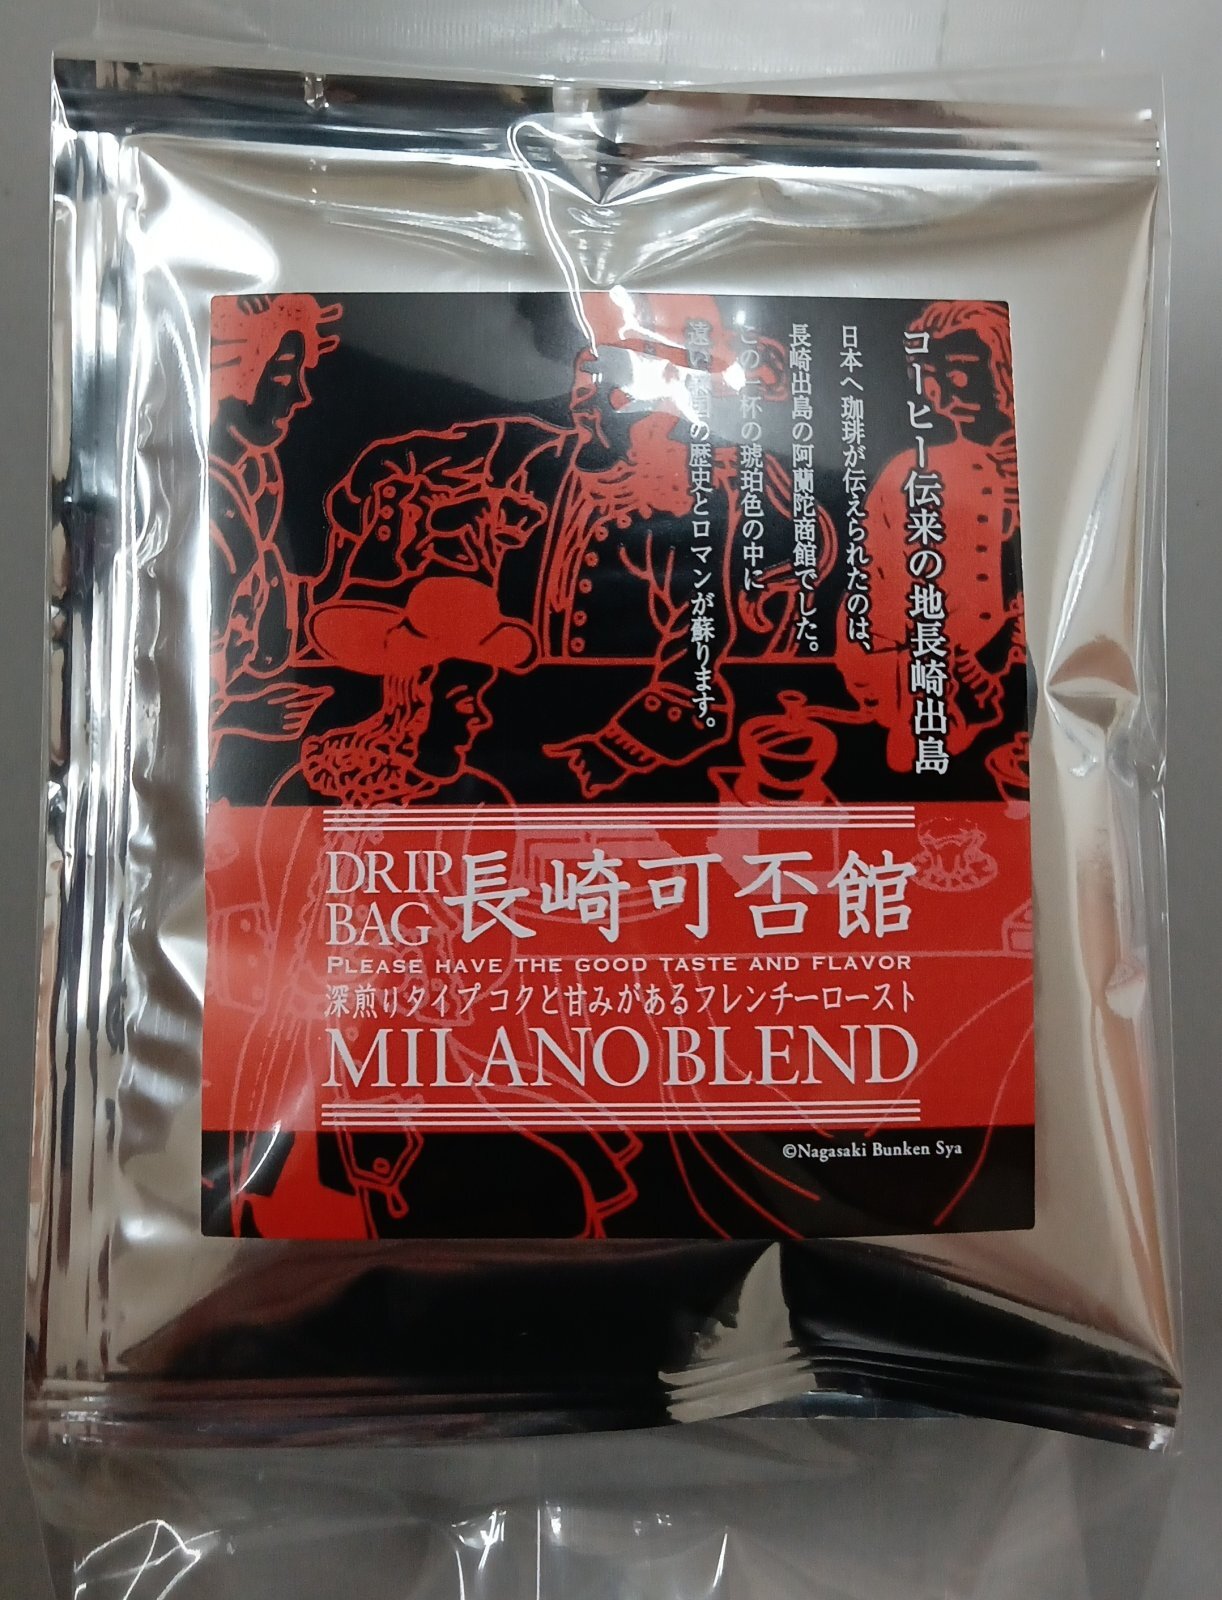 コーヒー伝来の地長崎出島
日本へ珈琲が伝えられたのは、
長崎出島の阿蘭陀商館でした。
この一杯の琥珀色の中に
遠い の歴史とロマンが蘇ります。
DRIP BAG 長崎可否館
PLEASE HAVE THE GOOD TASTE AND FLAVOR
深煎りタイプ コクと甘みがあるフレンチーロースト
MILANO BLEND
©Nagasaki Bunken Sya